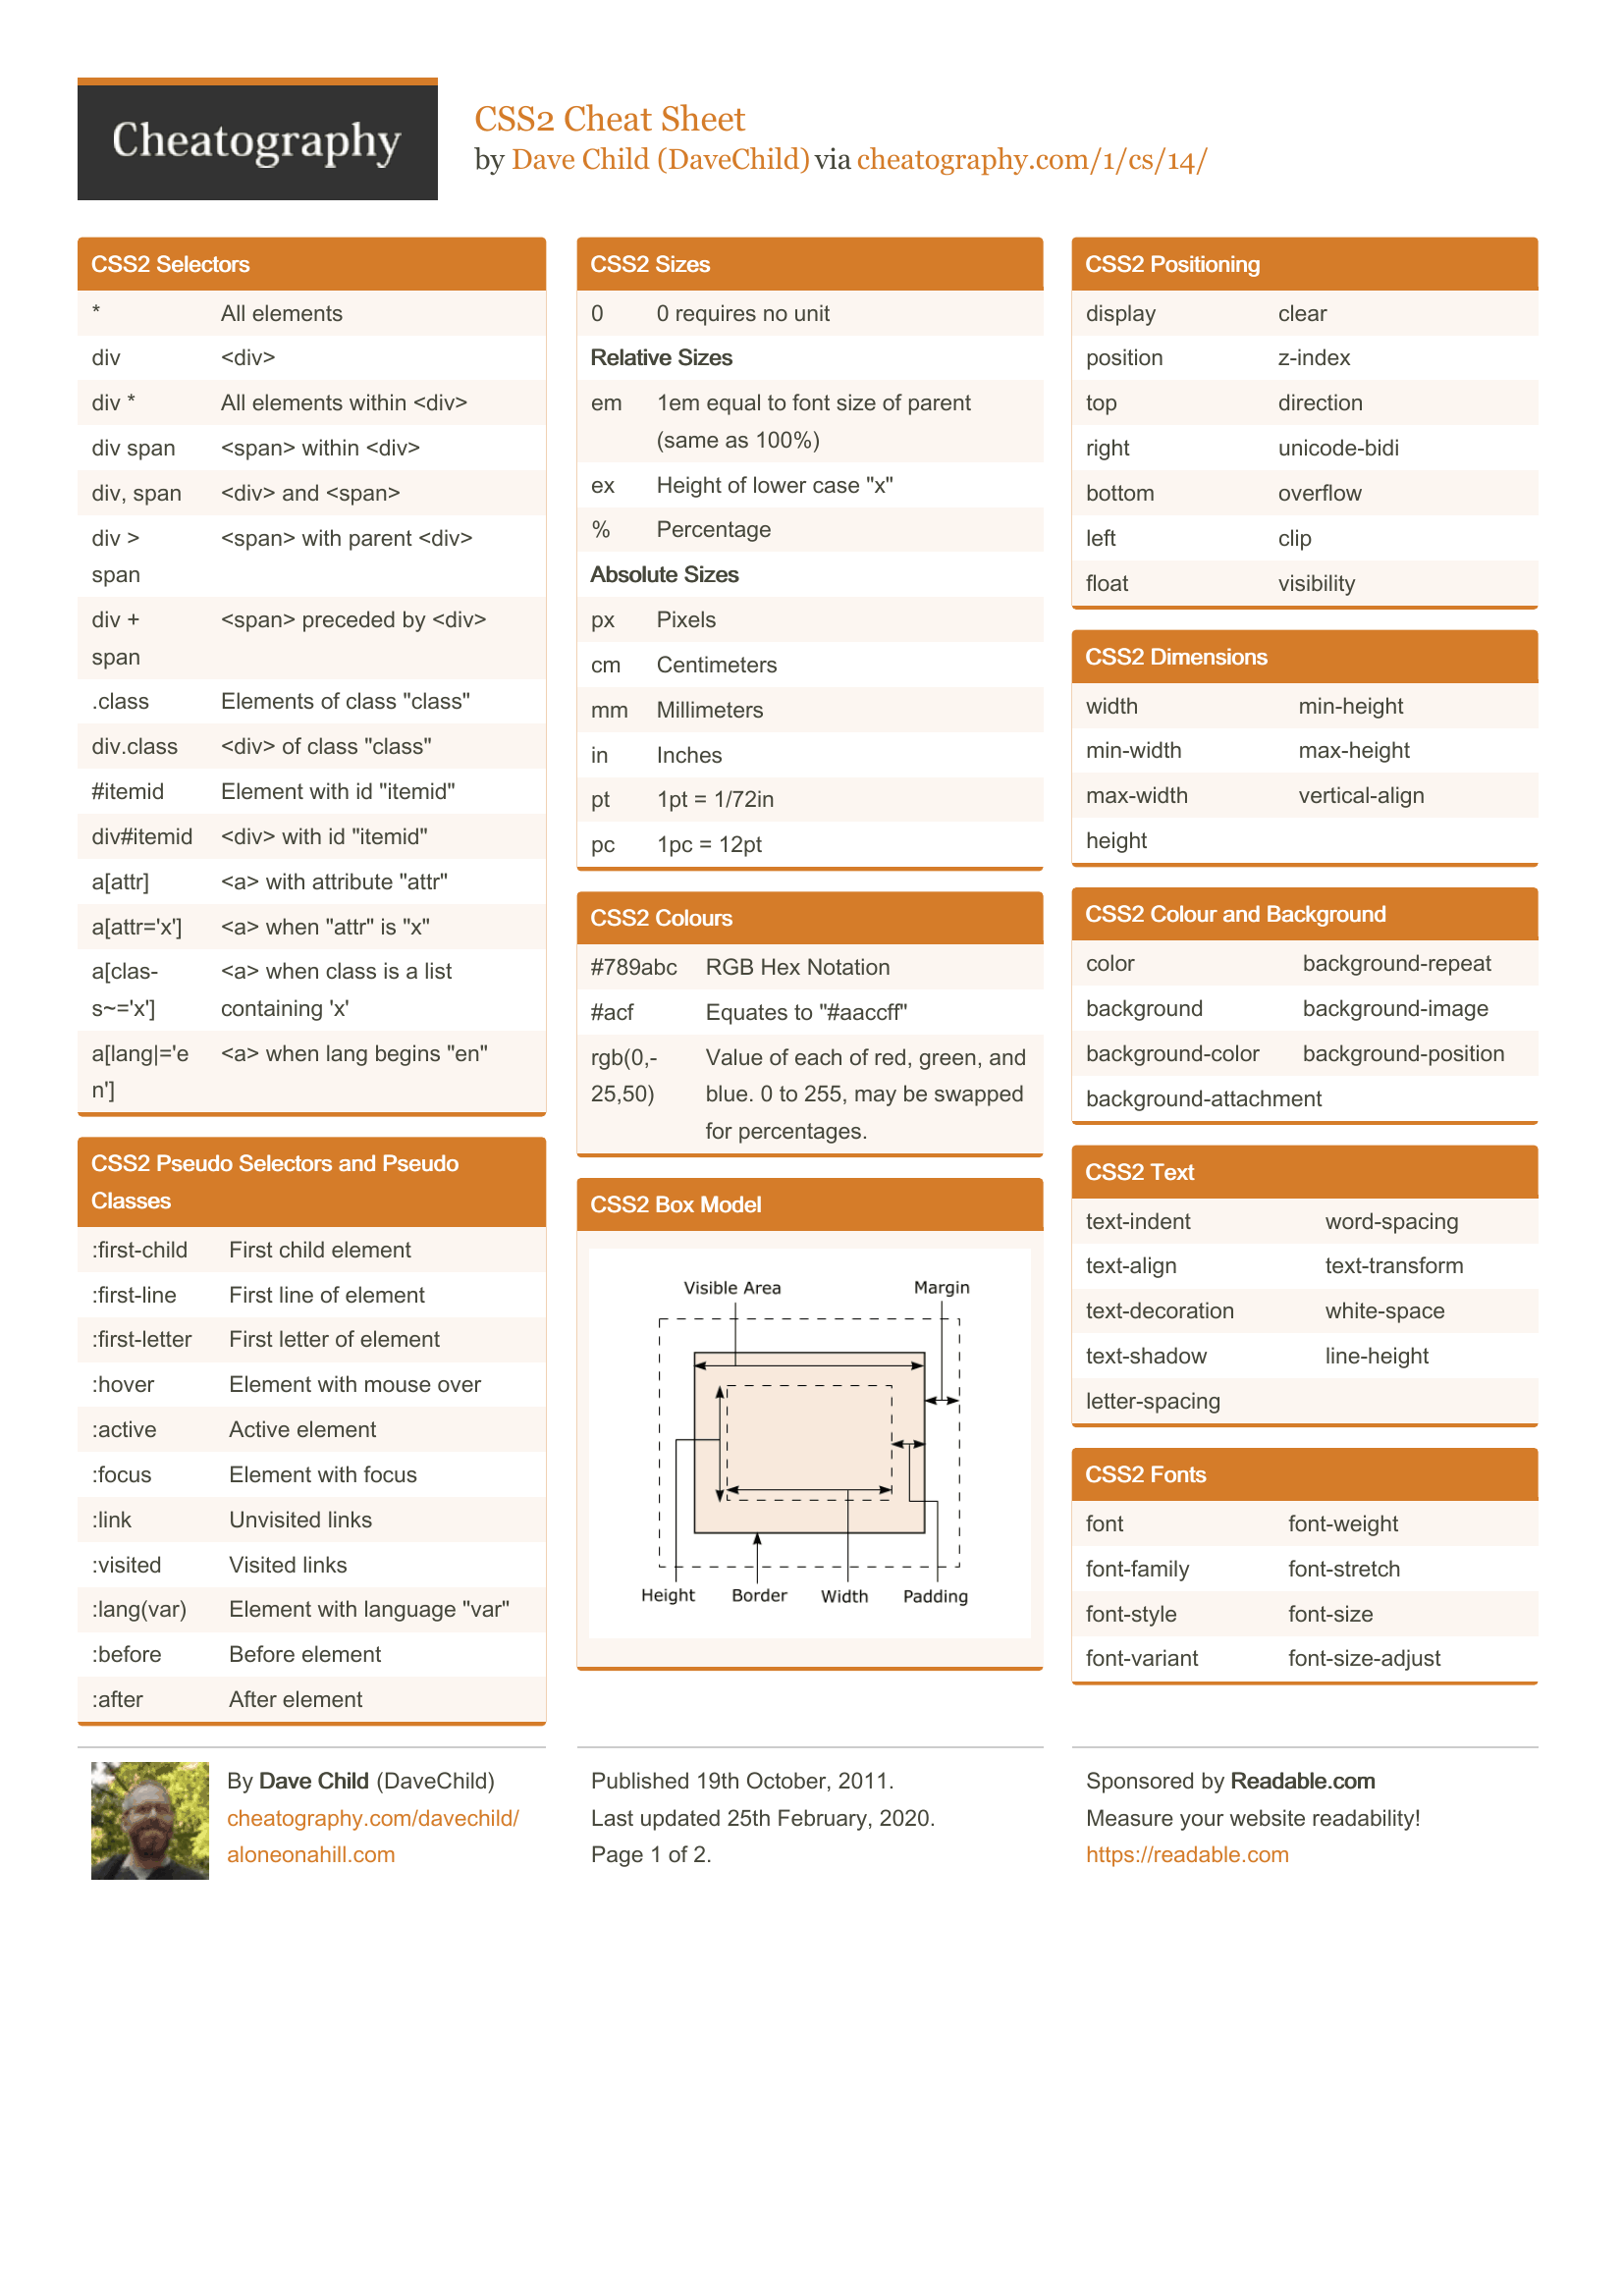 Cheatography
CSS2 Cheat Sheet
by Dave Child (DaveChild) via cheatography.com/1/cs/14/
CSS2 Selectors
* All elements
div <div>
div * All elements within <div>
div span <span> within <div>
div, span <div> and <span>
div > <span> with parent <div>
span
div + <span> preceded by <div>
span
.class Elements of class "class"
div.class <div> of class "class"
#itemid Element with id "itemid"
div#itemid <div> with id "itemid"
a[attr] <a> with attribute "attr"
a[attr='x'] <a> when "attr" is "x"
a[clas- <a> when class is a list
s~='x'] containing 'x'
a[lang|='e <a> when lang begins "en"
n']
CSS2 Pseudo Selectors and Pseudo
Classes
:first-child First child element
:first-line First line of element
:first-letter First letter of element
:hover Element with mouse over
:active Active element
:focus Element with focus
:link Unvisited links
:visited Visited links
:lang(var) Element with language "var"
:before Before element
:after After element
CSS2 Sizes
0 0 requires no unit
Relative Sizes
em 1em equal to font size of parent
(same as 100%)
ex Height of lower case "x"
% Percentage
Absolute Sizes
px Pixels
cm Centimeters
mm Millimeters
in Inches
pt 1pt = 1/72in
pc 1pc = 12pt
CSS2 Colours
#789abc RGB Hex Notation
#acf Equates to "#aaccff"
rgb(0,- Value of each of red, green, and
25,50) blue. 0 to 255, may be swapped
for percentages.
CSS2 Box Model
Visible Area Margin
Height Border Width Padding
CSS2 Positioning
display clear
position z-index
top direction
right unicode-bidi
bottom overflow
left clip
float visibility
CSS2 Dimensions
width min-height
min-width max-height
max-width vertical-align
height
CSS2 Colour and Background
color background-repeat
background background-image
background-color background-position
background-attachment
CSS2 Text
text-indent word-spacing
text-align text-transform
text-decoration white-space
text-shadow line-height
letter-spacing
CSS2 Fonts
font font-weight
font-family font-stretch
font-style font-size
font-variant font-size-adjust
By Dave Child (DaveChild)
cheatography.com/davechild/
aloneonahill.com
Published 19th October, 2011.
Last updated 25th February, 2020.
Page 1 of 2.
Sponsored by Readable.com
Measure your website readability!
https://readable.com